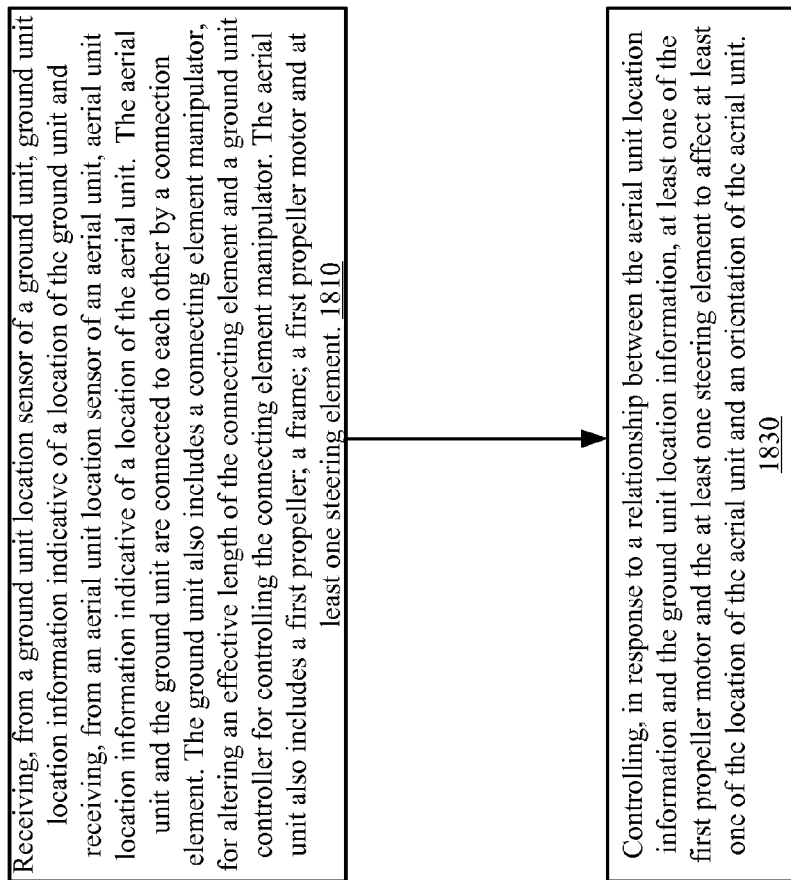 Receiving, from a ground unit location sensor of a ground unit, ground unit
location information indicative of a location of the ground unit and
receiving, from an aerial unit location sensor of an aerial unit, aerial unit
location information indicative of a location of the aerial unit. The aerial
unit and the ground unit are connected to each other by a connection
element. The ground unit also includes a connecting element manipulator,
for altering an effective length of the connecting element and a ground unit
controller for controlling the connecting element manipulator. The aerial
unit also includes a first propeller; a frame; a first propeller motor and at
least one steering element. 1810
Controlling, in response to a relationship between the aerial unit location
information and the ground unit location information, at least one of the
first propeller motor and the at least one steering element to affect at least
one of the location of the aerial unit and an orientation of the aerial unit.
1830